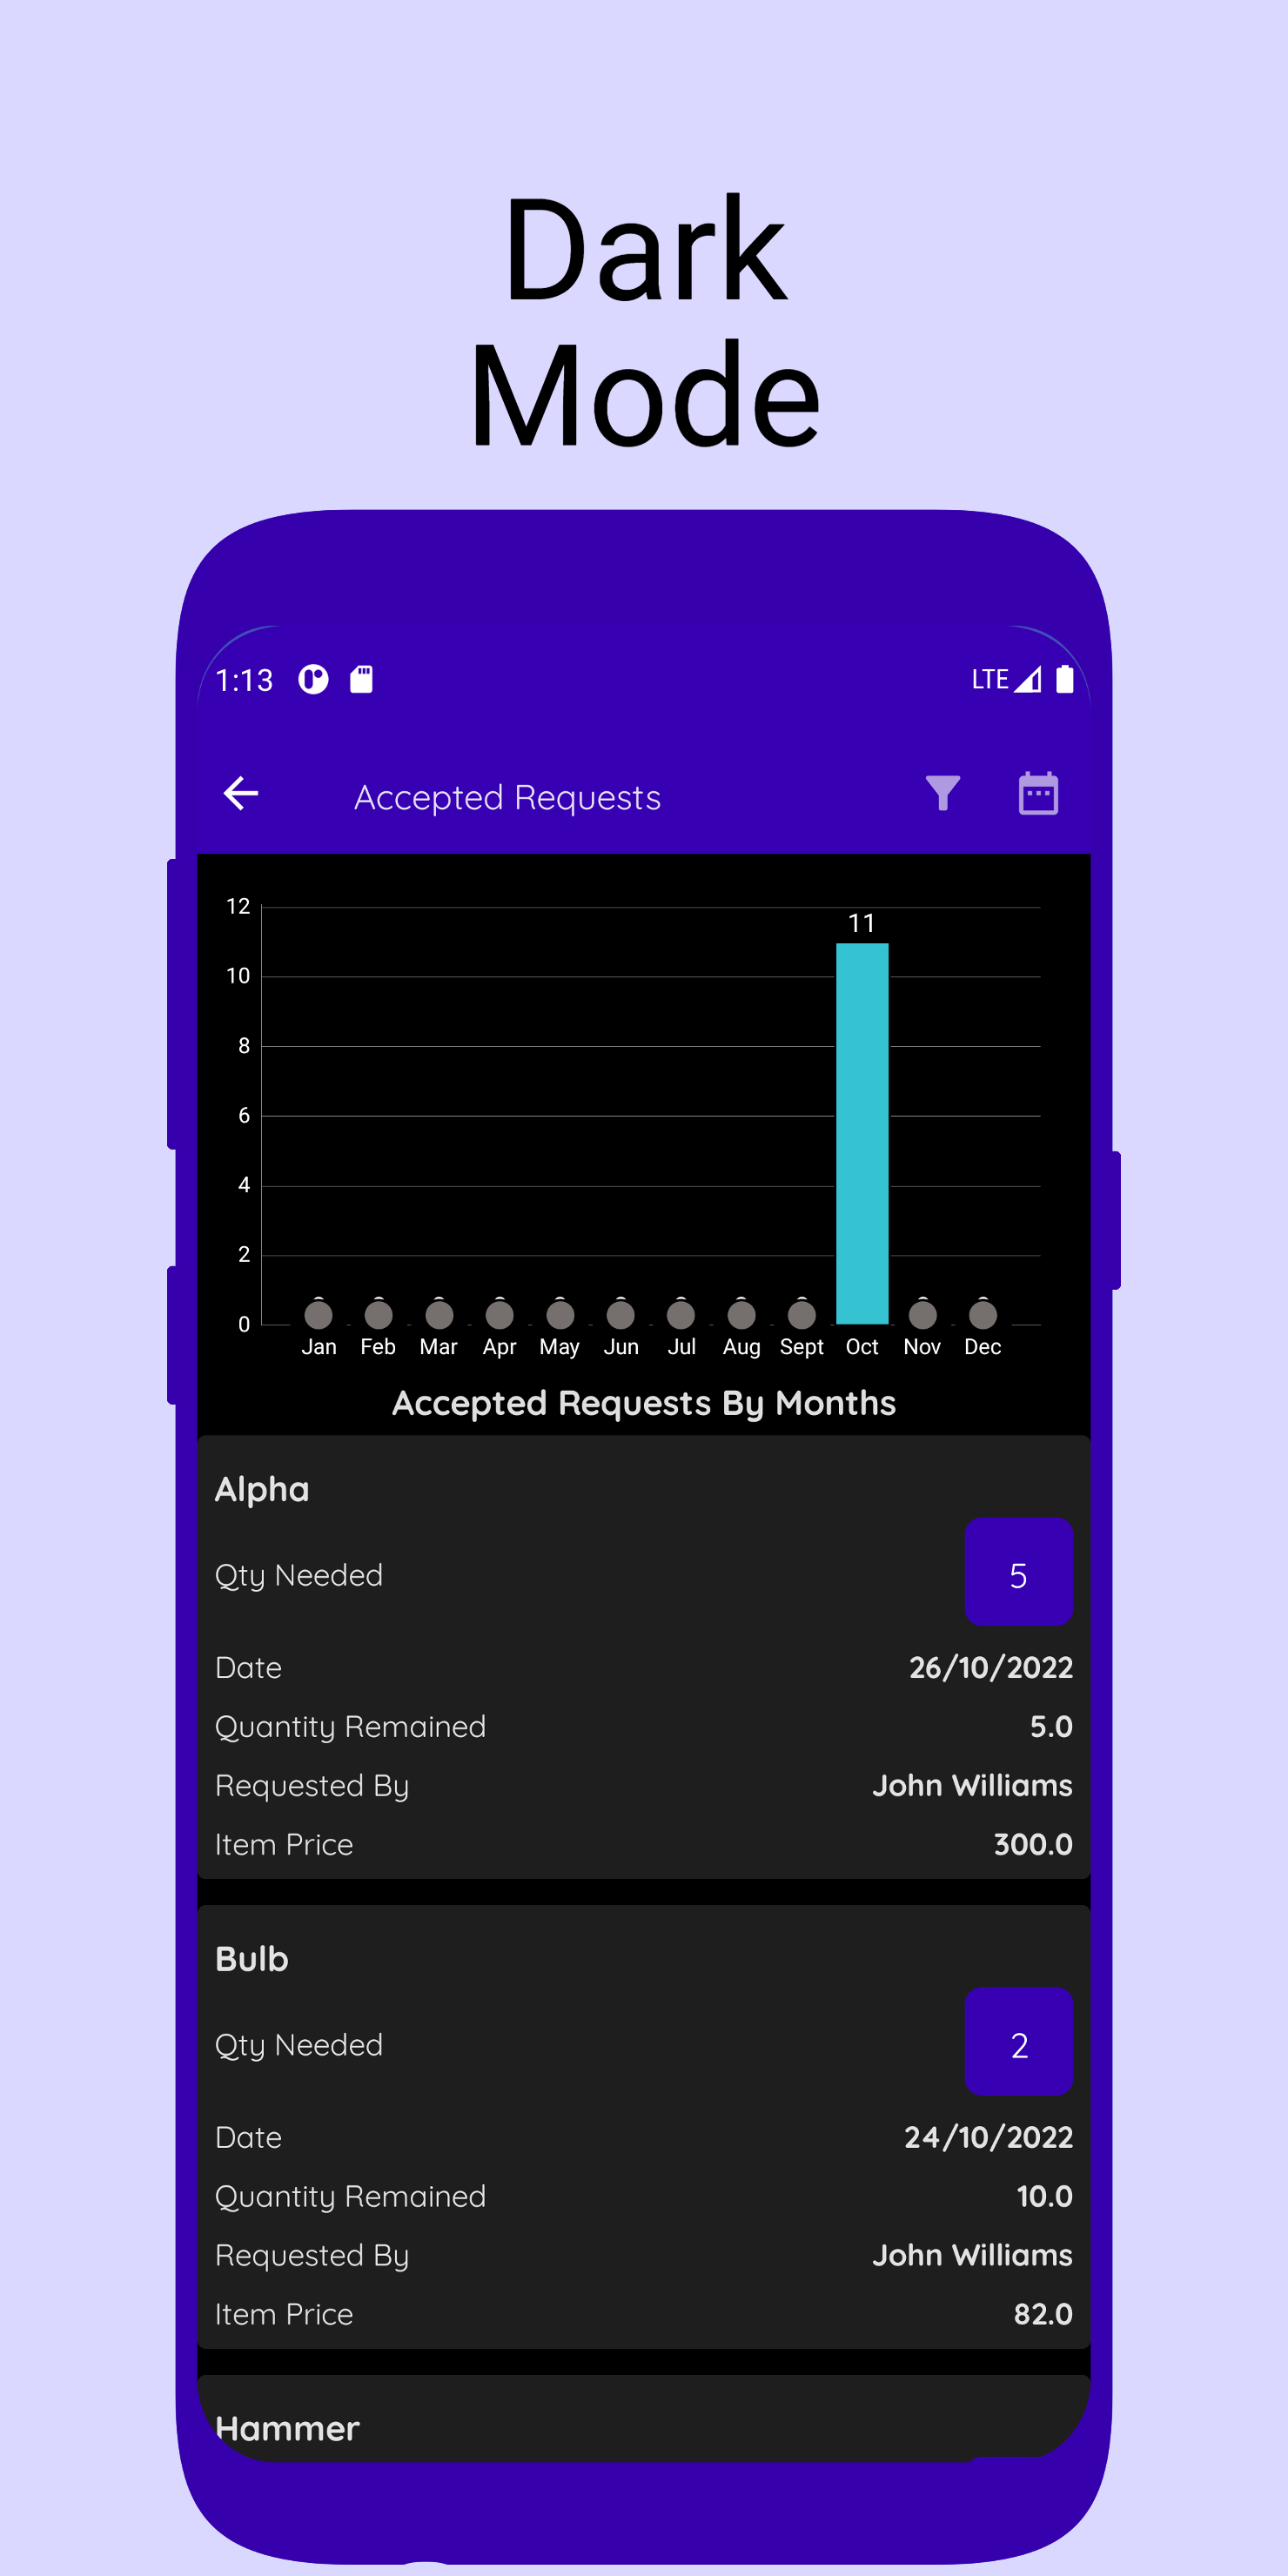 Dark
Mode
1:13 LTE
Accepted Requests
12
11
10
8
6
4
2
0
Jan Feb Mar Apr May Jun Jul Aug Sept Oct Nov Dec
Accepted Requests By Months
Alpha
Qty Needed 5
Date 26/10/2022
Quantity Remained 5.0
Requested By John Williams
Item Price 300.0
Bulb
Qty Needed 2
Date 24/10/2022
Quantity Remained 10.0
Requested By John Williams
Item Price 82.0
Hammer